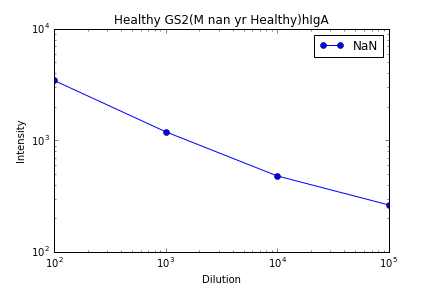 Healthy GS2(M nan yr Healthy)hIgA
NaN
Intensity
10^4
10^3
10^2
10^2 10^3 10^4 10^5
Dilution